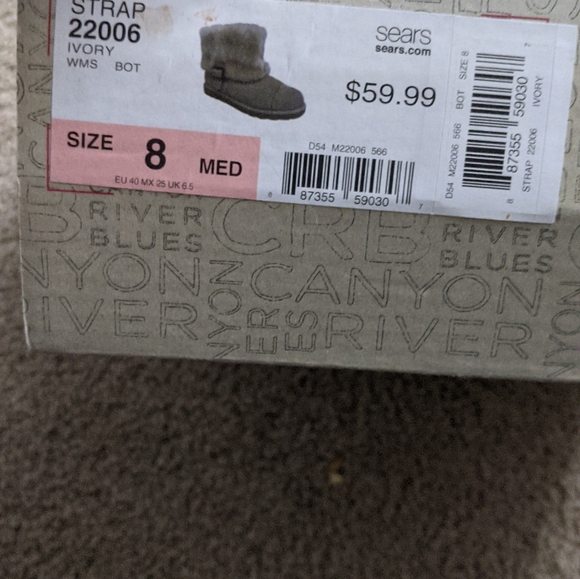 STRAP
22006
IVORY
WMS BOT
sears
sears.com
$59.99
SIZE 8 MED
EU 40 MX 25 UK 6.5
D54 M22006 566
8 87355 59030 7
D54 M22006 566 BOT SIZE 8
8 87355 59030 7
STRAP 22006 IVORY
CRB
RIVER
BLUES
RIVER
BLUES
CANYON
RIVER